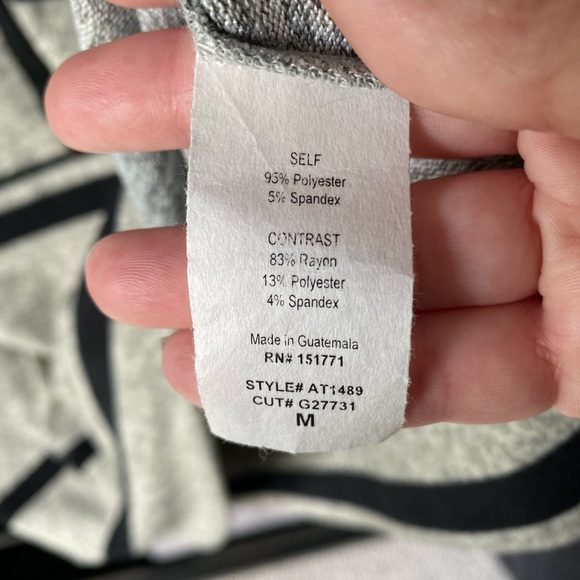 SELF
95% Polyester
5% Spandex
CONTRAST
83% Rayon
13% Polyester
4% Spandex
Made in Guatemala
RN# 151771
STYLE# AT1489
CUT# G27731
M